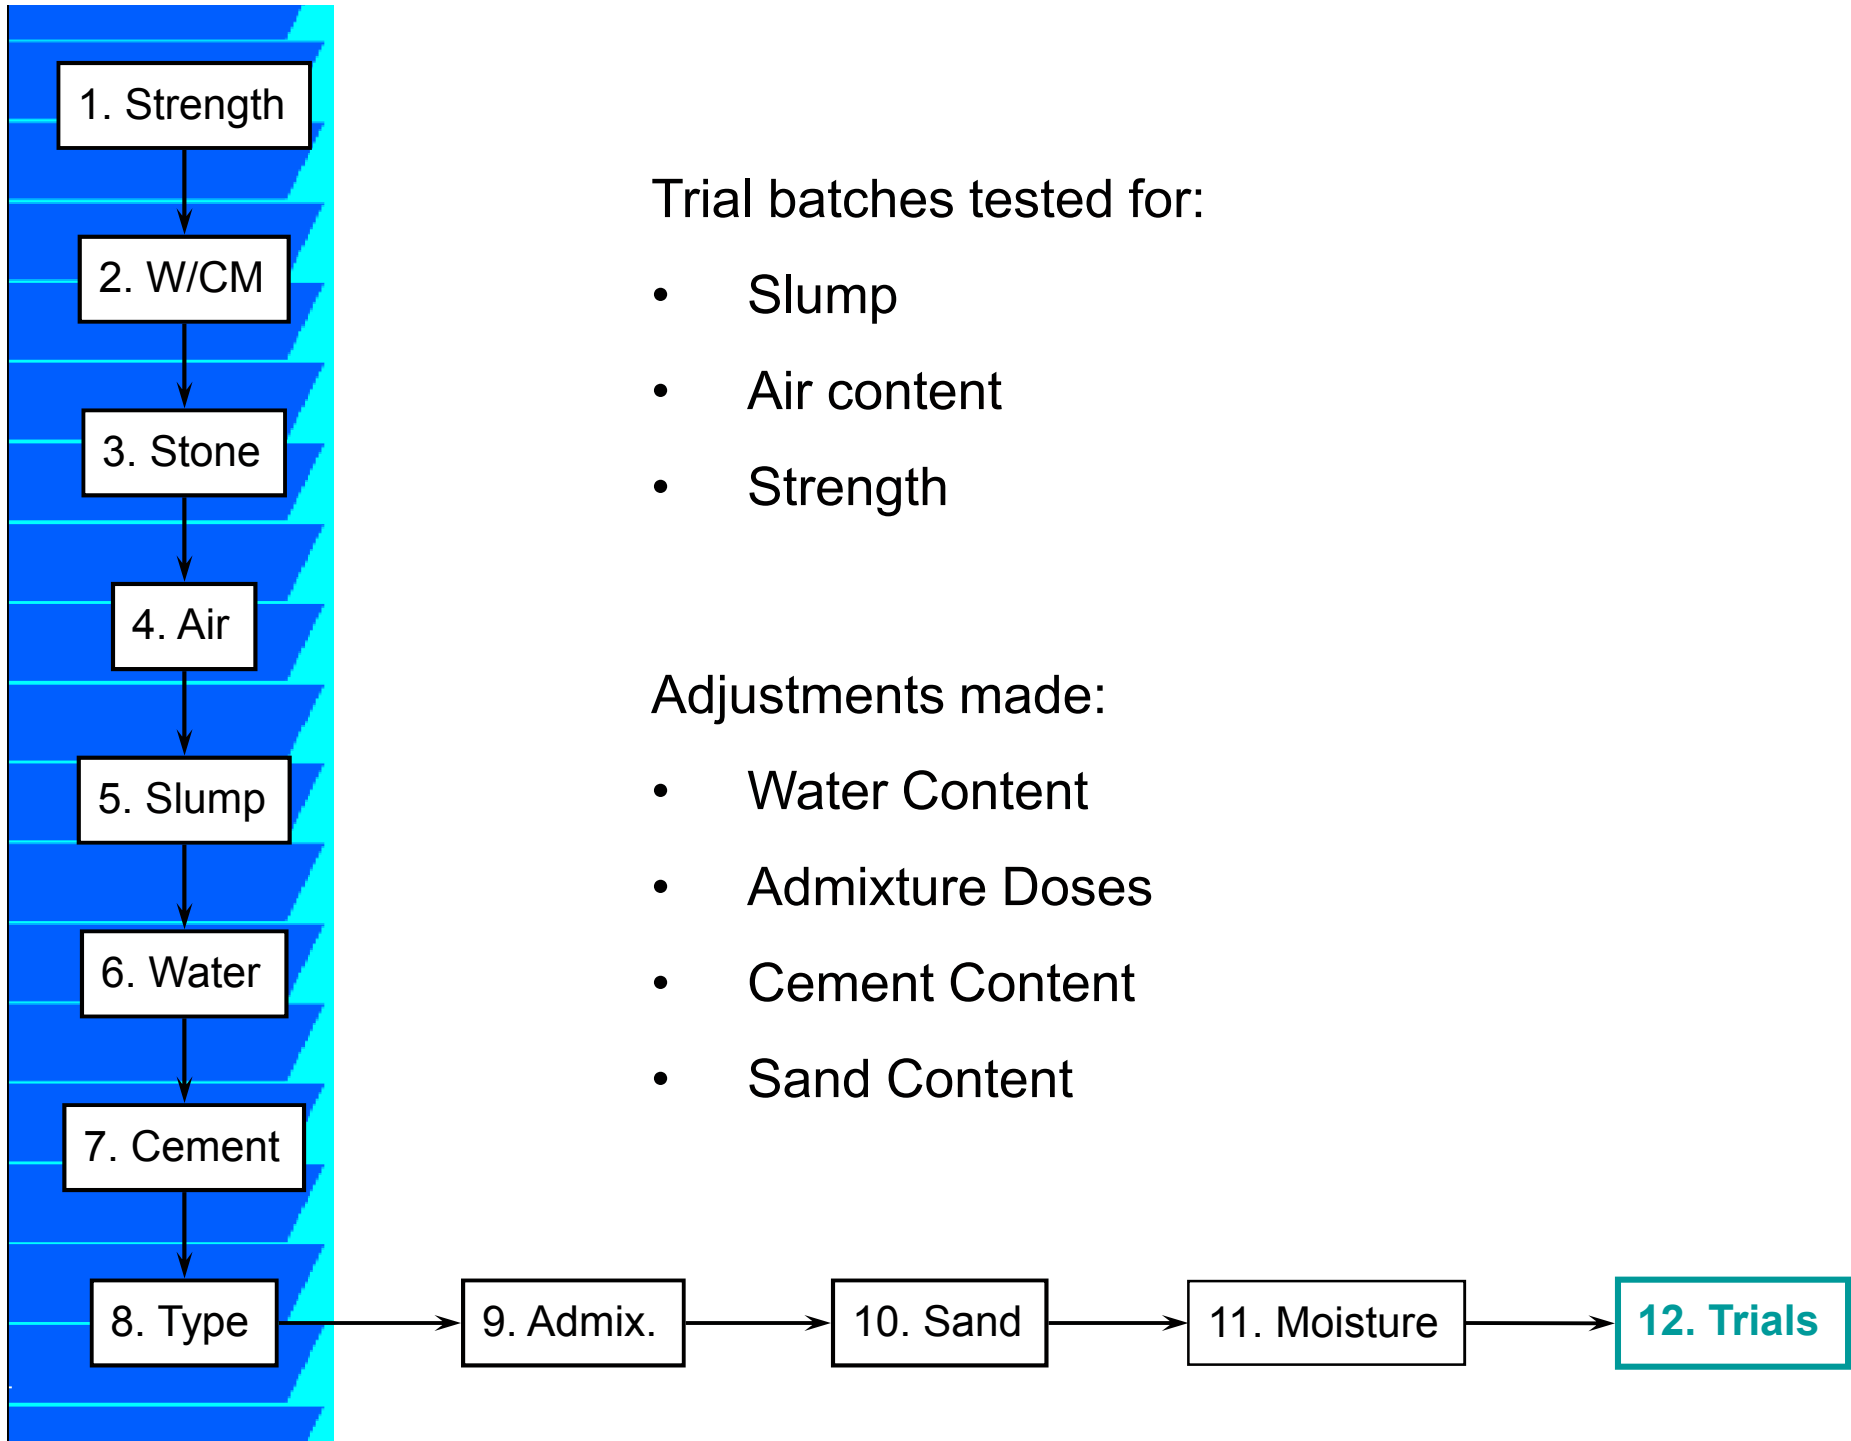 1. Strength
2. W/CM
3. Stone
4. Air
5. Slump
6. Water
7. Cement
8. Type
9. Admix.
10. Sand
11. Moisture
12. Trials
Trial batches tested for:
• Slump
• Air content
• Strength
Adjustments made:
• Water Content
• Admixture Doses
• Cement Content
• Sand Content